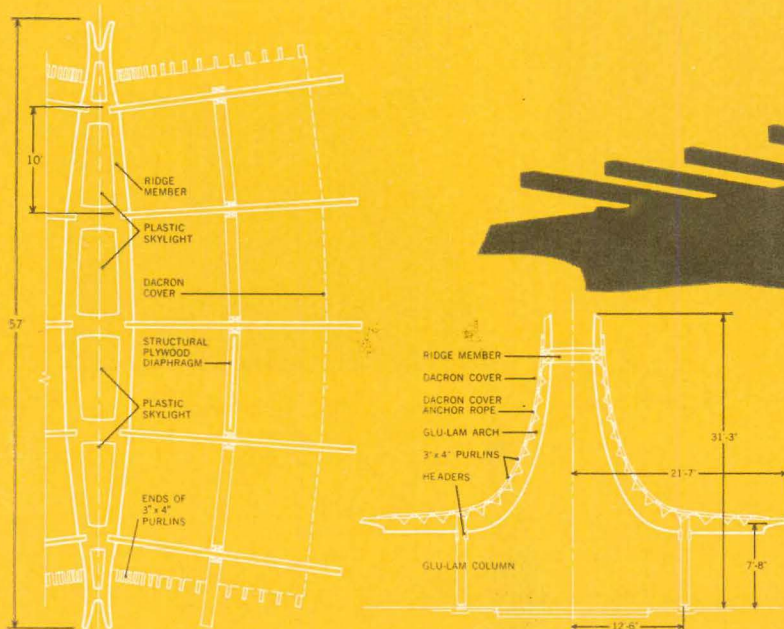 10'
57'
RIDGE
MEMBER
PLASTIC
SKYLIGHT
DACRON
COVER
STRUCTURAL
PLYWOOD
DIAPHRAGM
PLASTIC
SKYLIGHT
ENDS OF
3" x 4"
PURLINS
RIDGE MEMBER
DACRON COVER
DACRON COVER
ANCHOR ROPE
GLU-LAM ARCH
3" x 4" PURLINS
HEADERS
GLU-LAM COLUMN
31'-3"
21'-7"
7'-8"
12'-6"